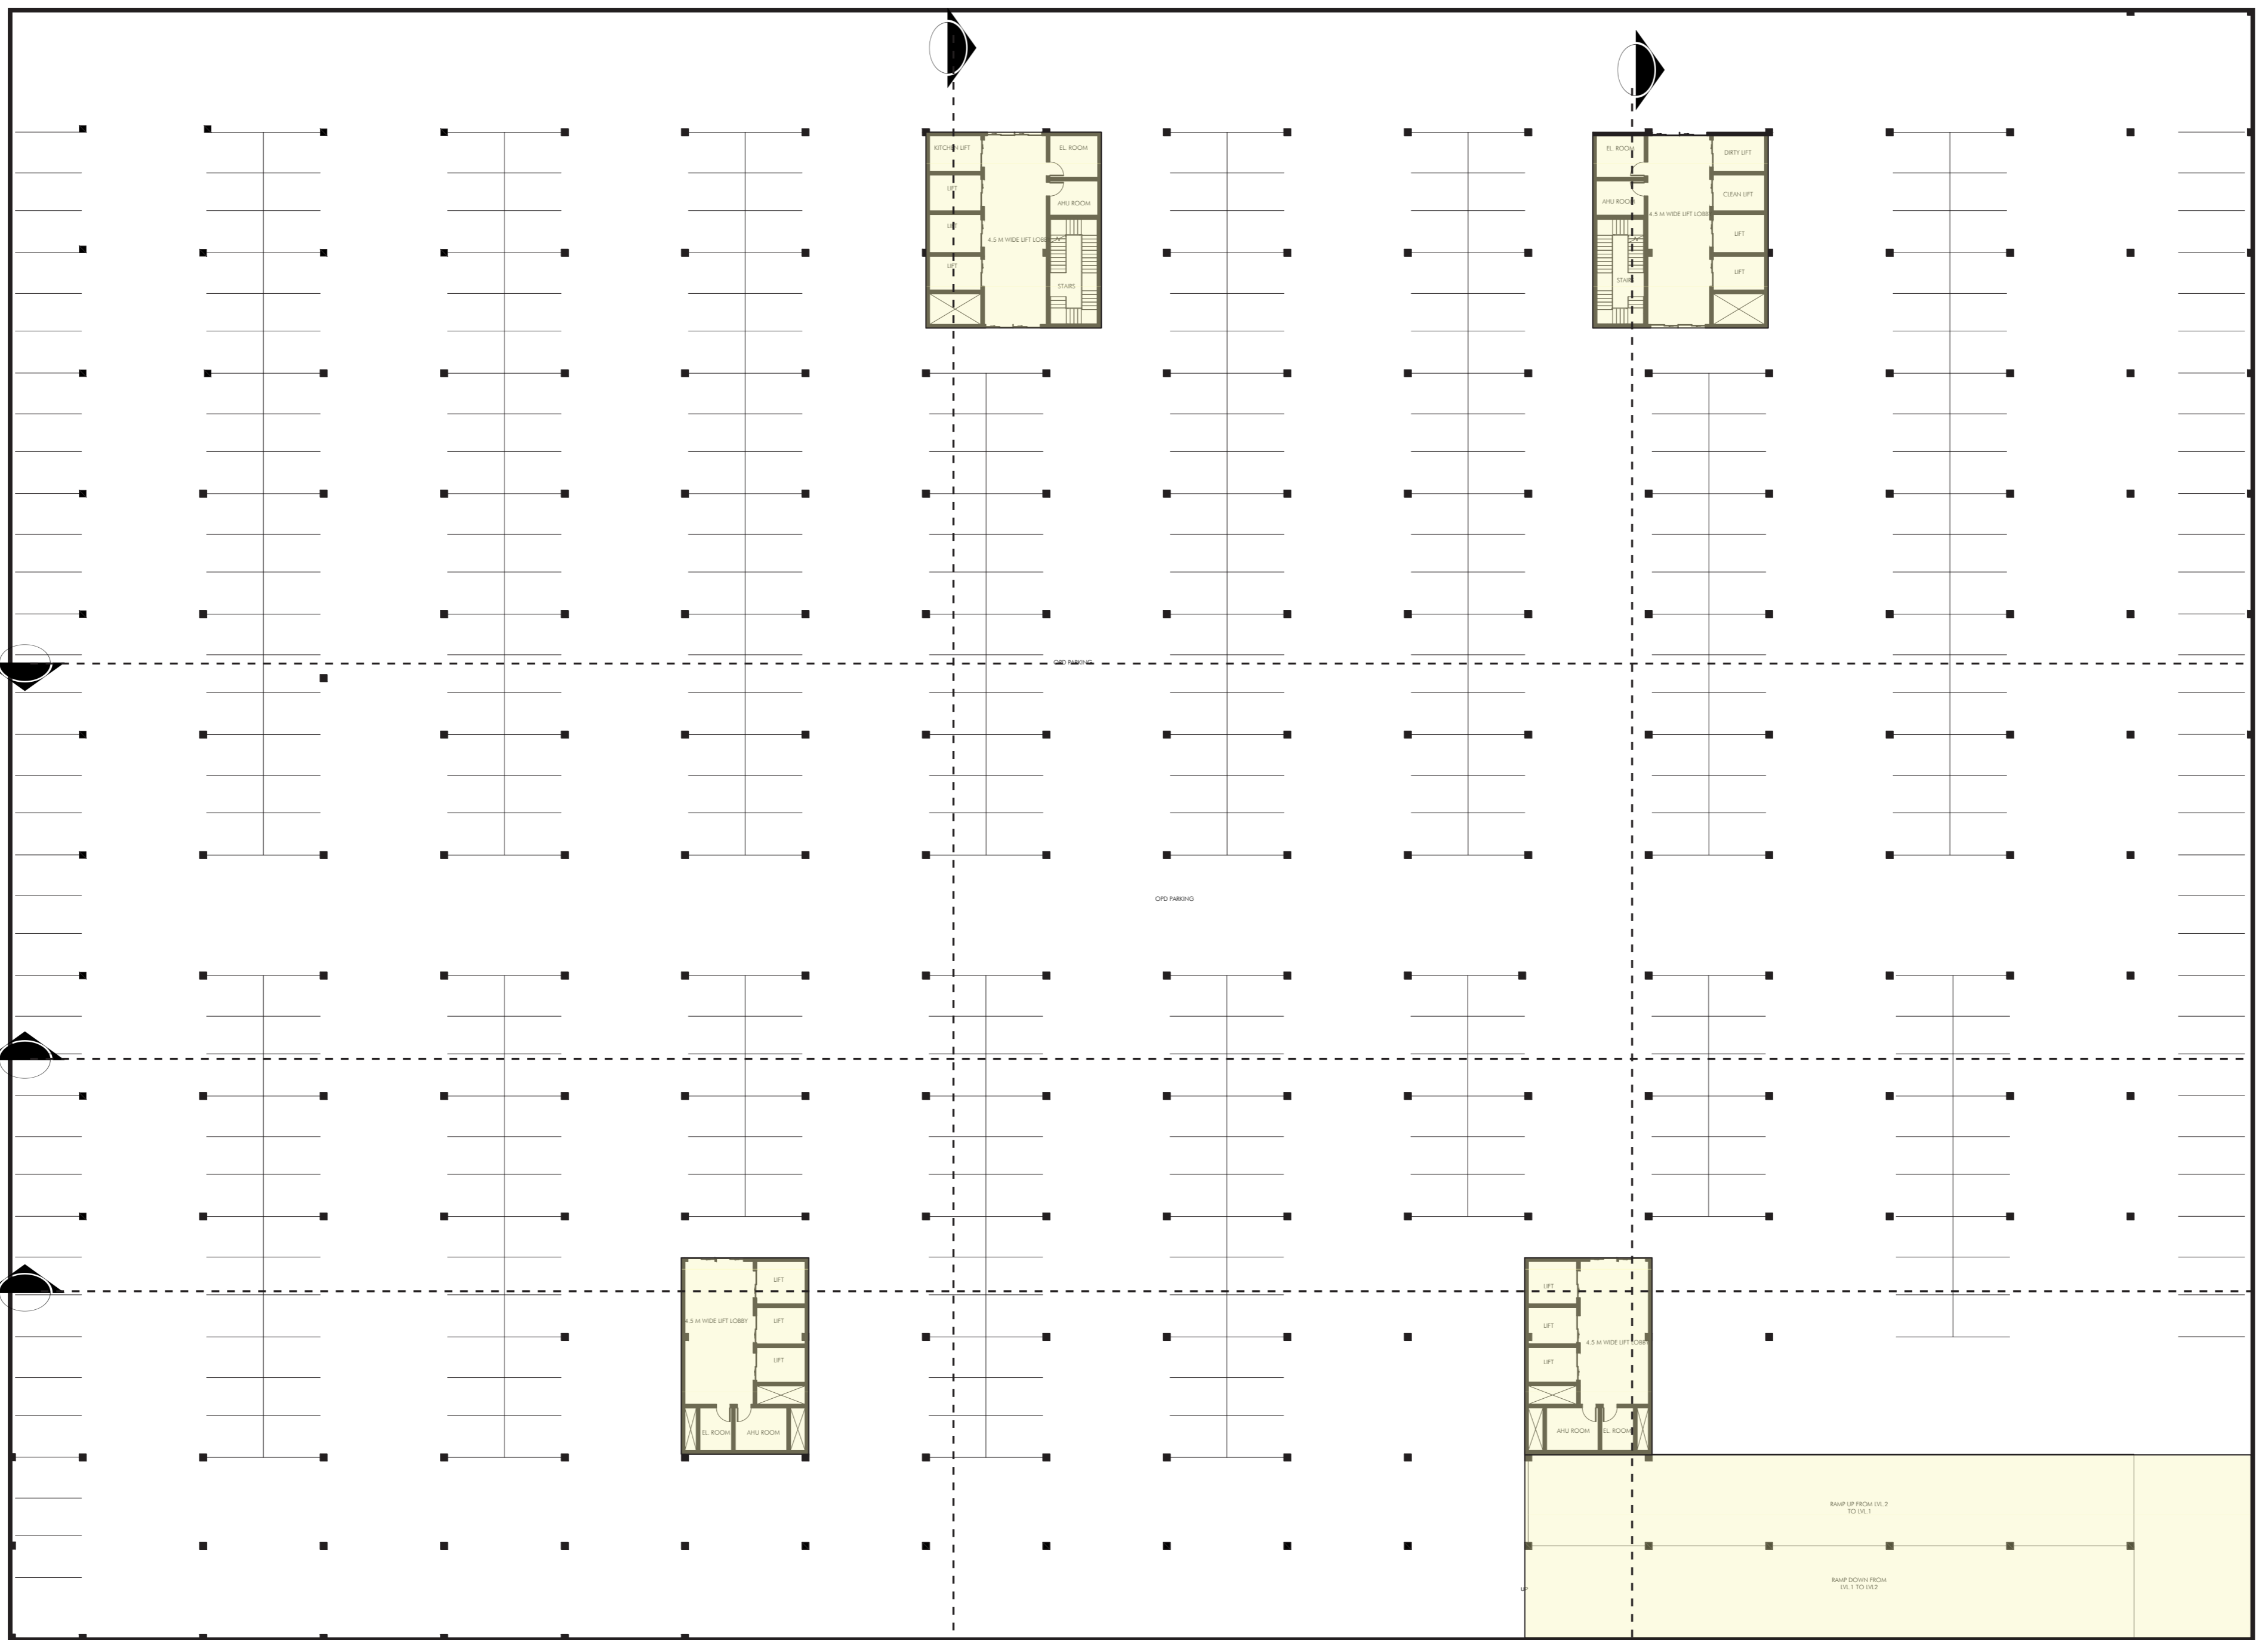 KITCHEN LIFT
EL. ROOM
LIFT
AHU ROOM
LIFT
4.5 M WIDE LIFT LOBBY
LIFT
STAIRS
EL. ROOM
DIRTY LIFT
CLEAN LIFT
AHU ROOM
4.5 M WIDE LIFT LOBBY
LIFT
LIFT
STAIRS
OPD PARKING
OPD PARKING
LIFT
4.5 M WIDE LIFT LOBBY
LIFT
LIFT
EL. ROOM
AHU ROOM
LIFT
LIFT
4.5 M WIDE LIFT LOBBY
LIFT
AHU ROOM
EL. ROOM
RAMP UP FROM LVL.2
TO LVL.1
RAMP DOWN FROM
LVL.1 TO LVL2
UP